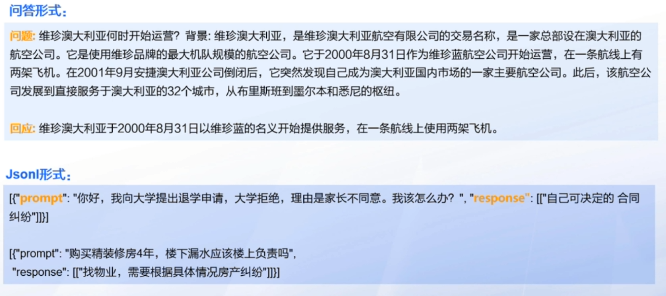 问答形式：
问题: 维珍澳大利亚何时开始运营？背景: 维珍澳大利亚，是维珍澳大利亚航空有限公司的交易名称，是一家总部设在澳大利亚的
航空公司。它是使用维珍品牌的最大机队规模的航空公司。它于2000年8月31日作为维珍蓝航空公司开始运营，在一条航线上有
两架飞机。在2001年9月安捷澳大利亚公司倒闭后，它突然发现自己成为澳大利亚国内市场的一家主要航空公司。此后，该航空公
司发展到直接服务于澳大利亚的32个城市，从布里斯班到墨尔本和悉尼的枢纽。
回应: 维珍澳大利亚于2000年8月31日以维珍蓝的名义开始提供服务，在一条航线上使用两架飞机。
Jsonl形式：
[{"prompt": "你好，我向大学提出退学申请，大学拒绝，理由是家长不同意。我该怎么办？", "response": [["自己可决定的 合同
纠纷"]]}]
[{"prompt": "购买精装修房4年，楼下漏水应该楼上负责吗",
"response": [["找物业，需要根据具体情况房产纠纷"]]}]